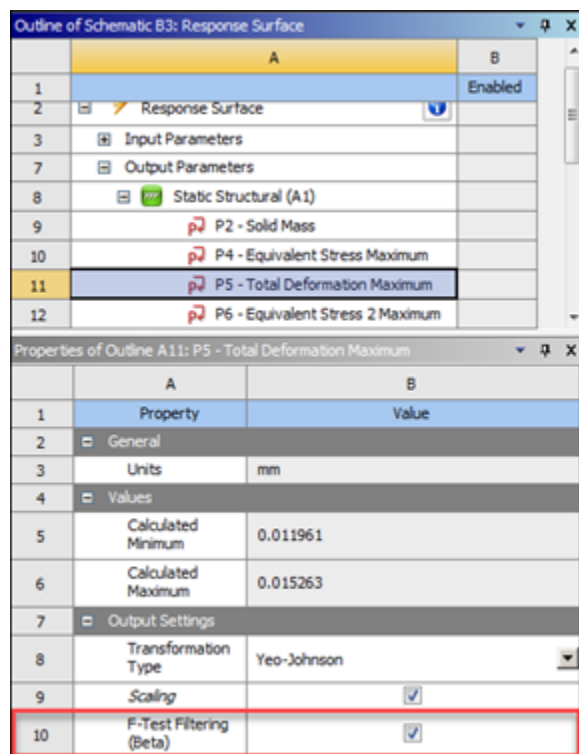 Outline of Schematic B3: Response Surface
A B
1 Enabled
2 Response Surface
3 Input Parameters
7 Output Parameters
8 Static Structural (A1)
9 P2 - Solid Mass
10 P4 - Equivalent Stress Maximum
11 P5 - Total Deformation Maximum
12 P6 - Equivalent Stress 2 Maximum
Properties of Outline A11: P5 - Total Deformation Maximum
A B
1 Property Value
2 General
3 Units mm
4 Values
5 Calculated
Minimum 0.011961
6 Calculated
Maximum 0.015263
7 Output Settings
8 Transformation
Type Yeo-Johnson
9 Scaling
10 F-Test Filtering
(Beta)